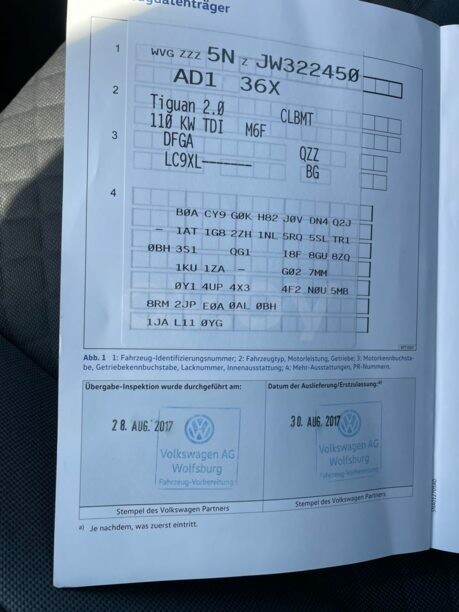 gdatenträger
1
WVG ZZZ 5N Z JW322450
AD1 36X
2
Tiguan 2.0 CLBMT
110 KW TDI M6F
3
DFGA QZZ
LC9XL BG
4
B0A CY9 G0K H82 J0V DN4 Q2J
– 1AT 1G8 2ZH 1NL 5RQ 5SL TR1
0BH 3S1 QG1 I8F 8GU 8ZQ
1KU 1ZA – G02 7MM
0Y1 4UP 4X3 4F2 N0U 5MB
8RM 2JP E0A 0AL 0BH
1JA L11 0YG
Abb. 1 1: Fahrzeug-Identifizierungsnummer; 2: Fahrzeugtyp, Motorleistung, Getriebe; 3: Motorkennbuchsta-
be, Getriebekennbuchstabe, Lacknummer, Innenausstattung; 4: Mehr-Ausstattungen, PR-Nummern.
Übergabe-Inspektion wurde durchgeführt am:
Datum der Auslieferung/Erstzulassung:a)
28. AUG. 2017
30. AUG. 2017
Volkswagen AG
Wolfsburg
Fahrzeug-Vorbereitung
Volkswagen AG
Wolfsburg
Fahrzeug-Vorbereitung
Stempel des Volkswagen Partners
Stempel des Volkswagen Partners
a) Je nachdem, was zuerst eintritt.